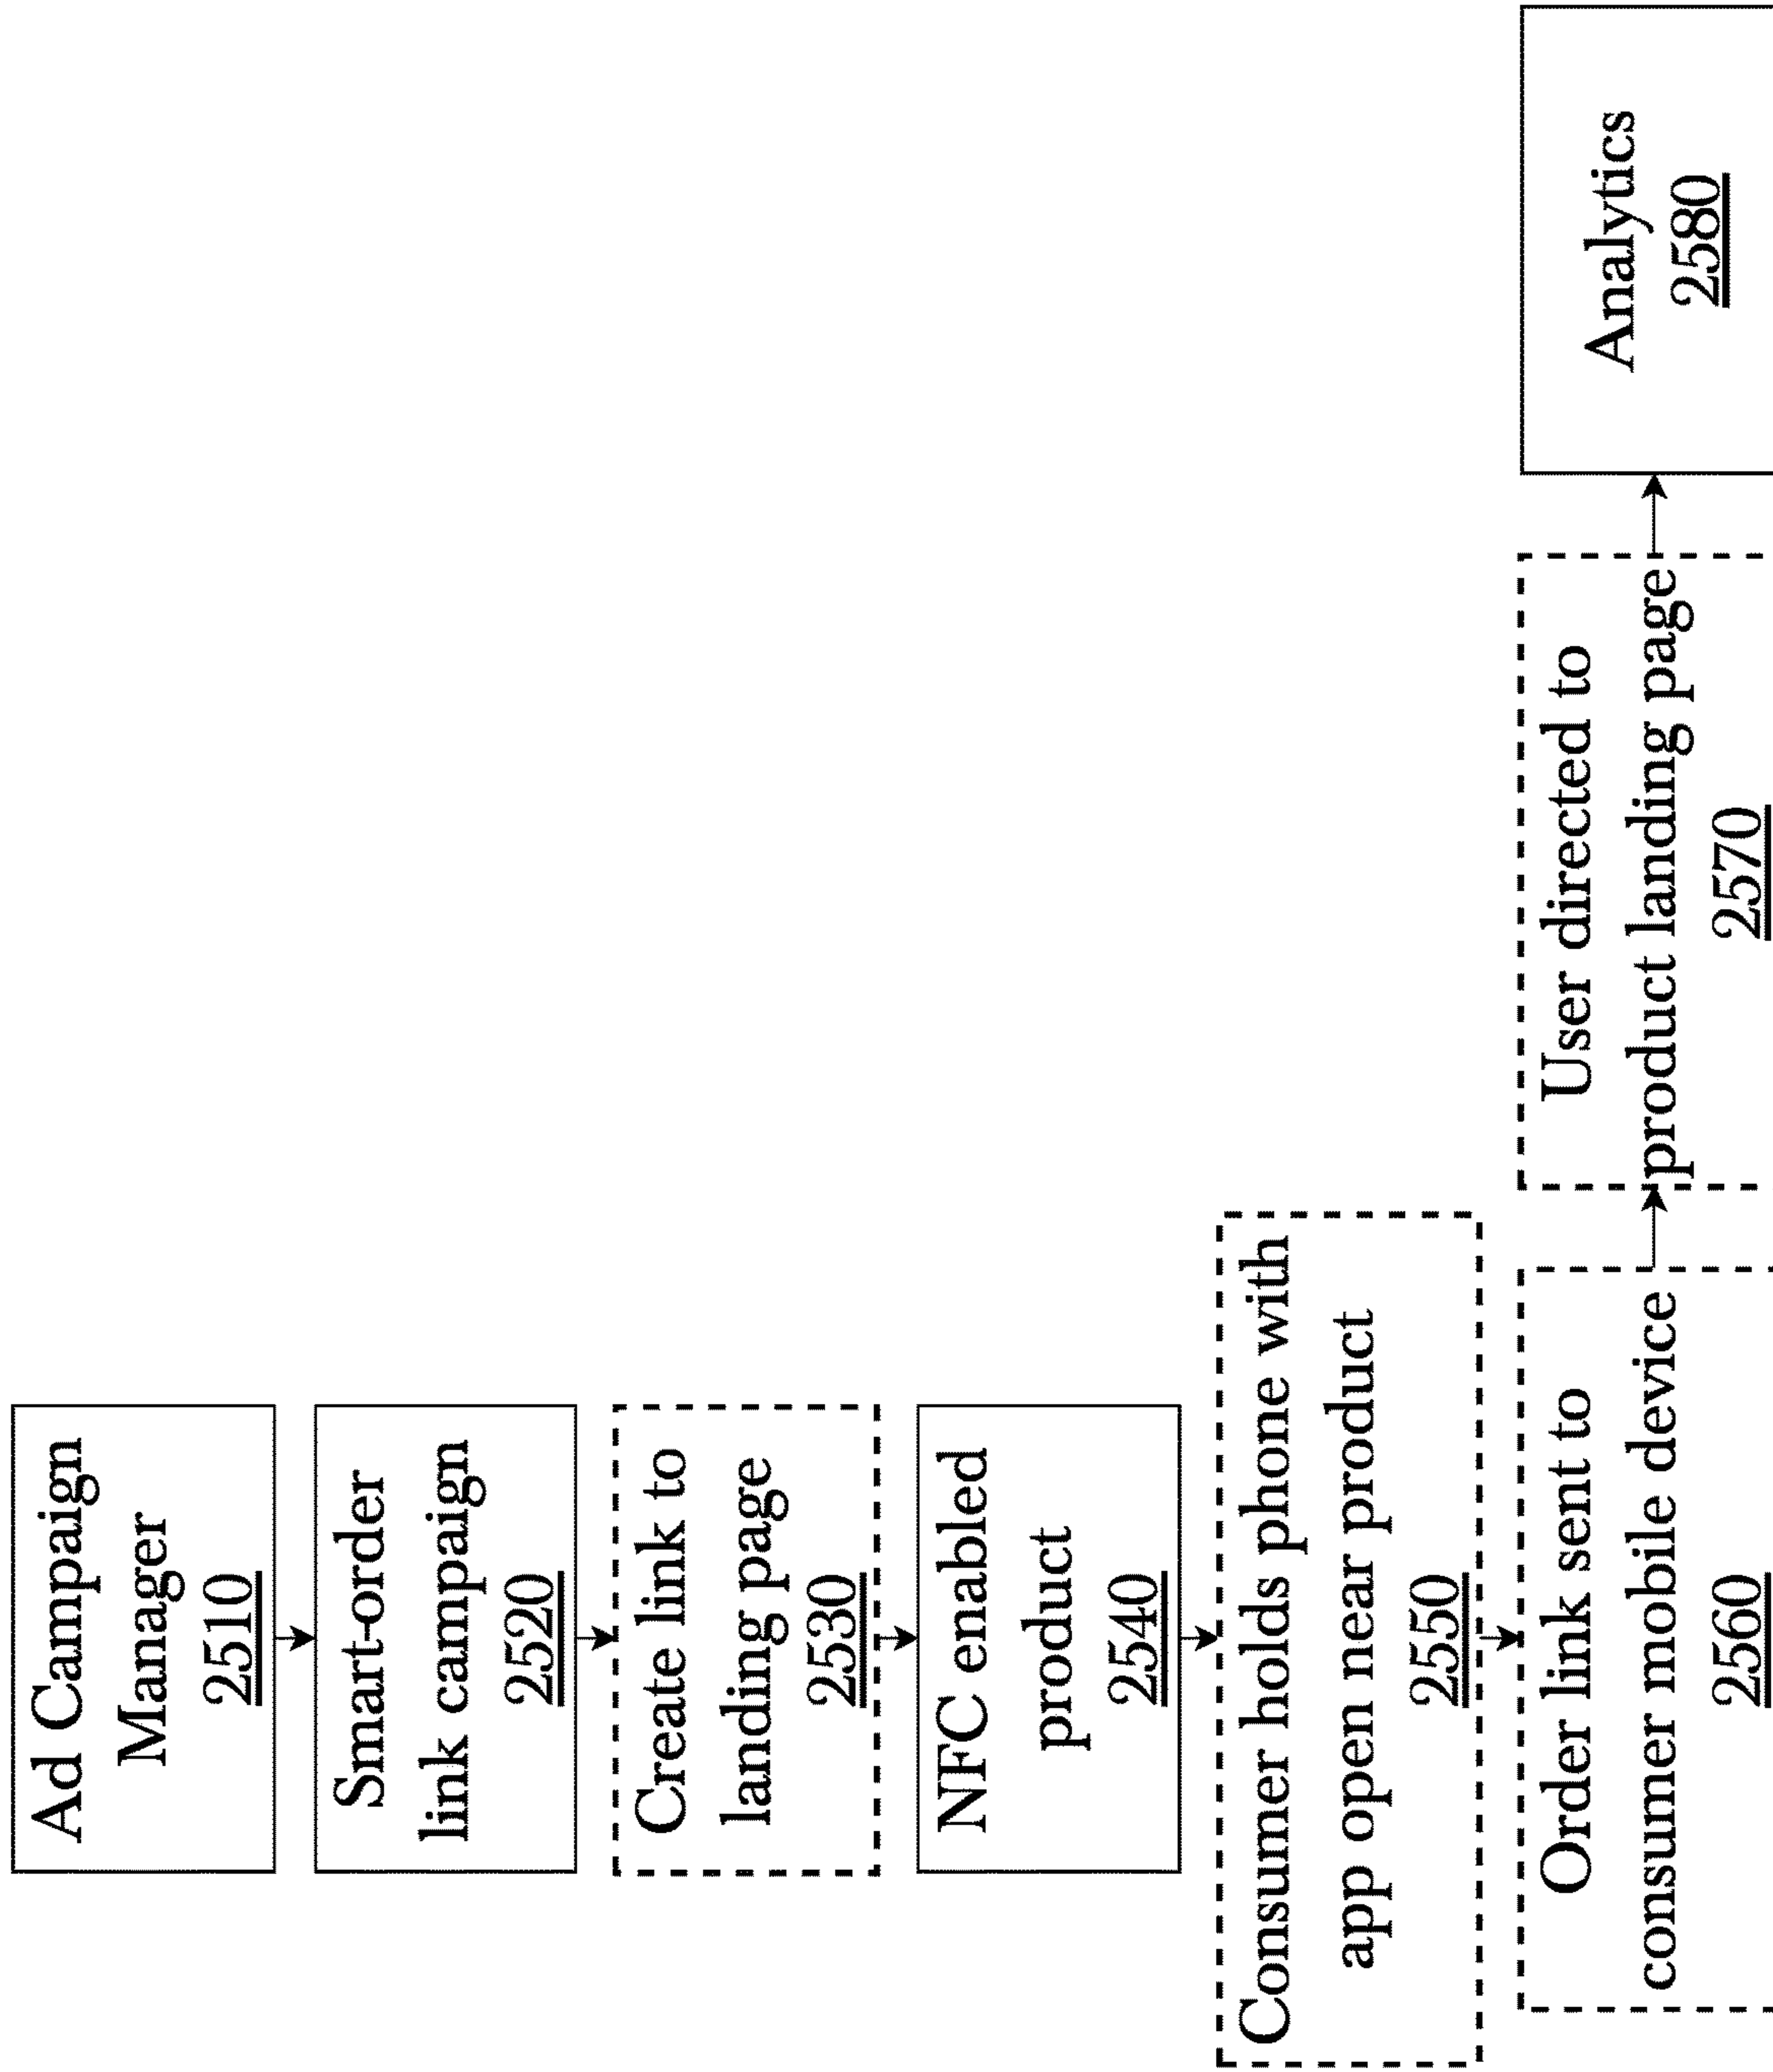 Ad Campaign
Manager
2510
Smart-order
link campaign
2520
Create link to
landing page
2530
NFC enabled
product
2540
Consumer holds phone with
app open near product
2550
Order link sent to
consumer mobile device
2560
User directed to
product landing page
2570
Analytics
2580